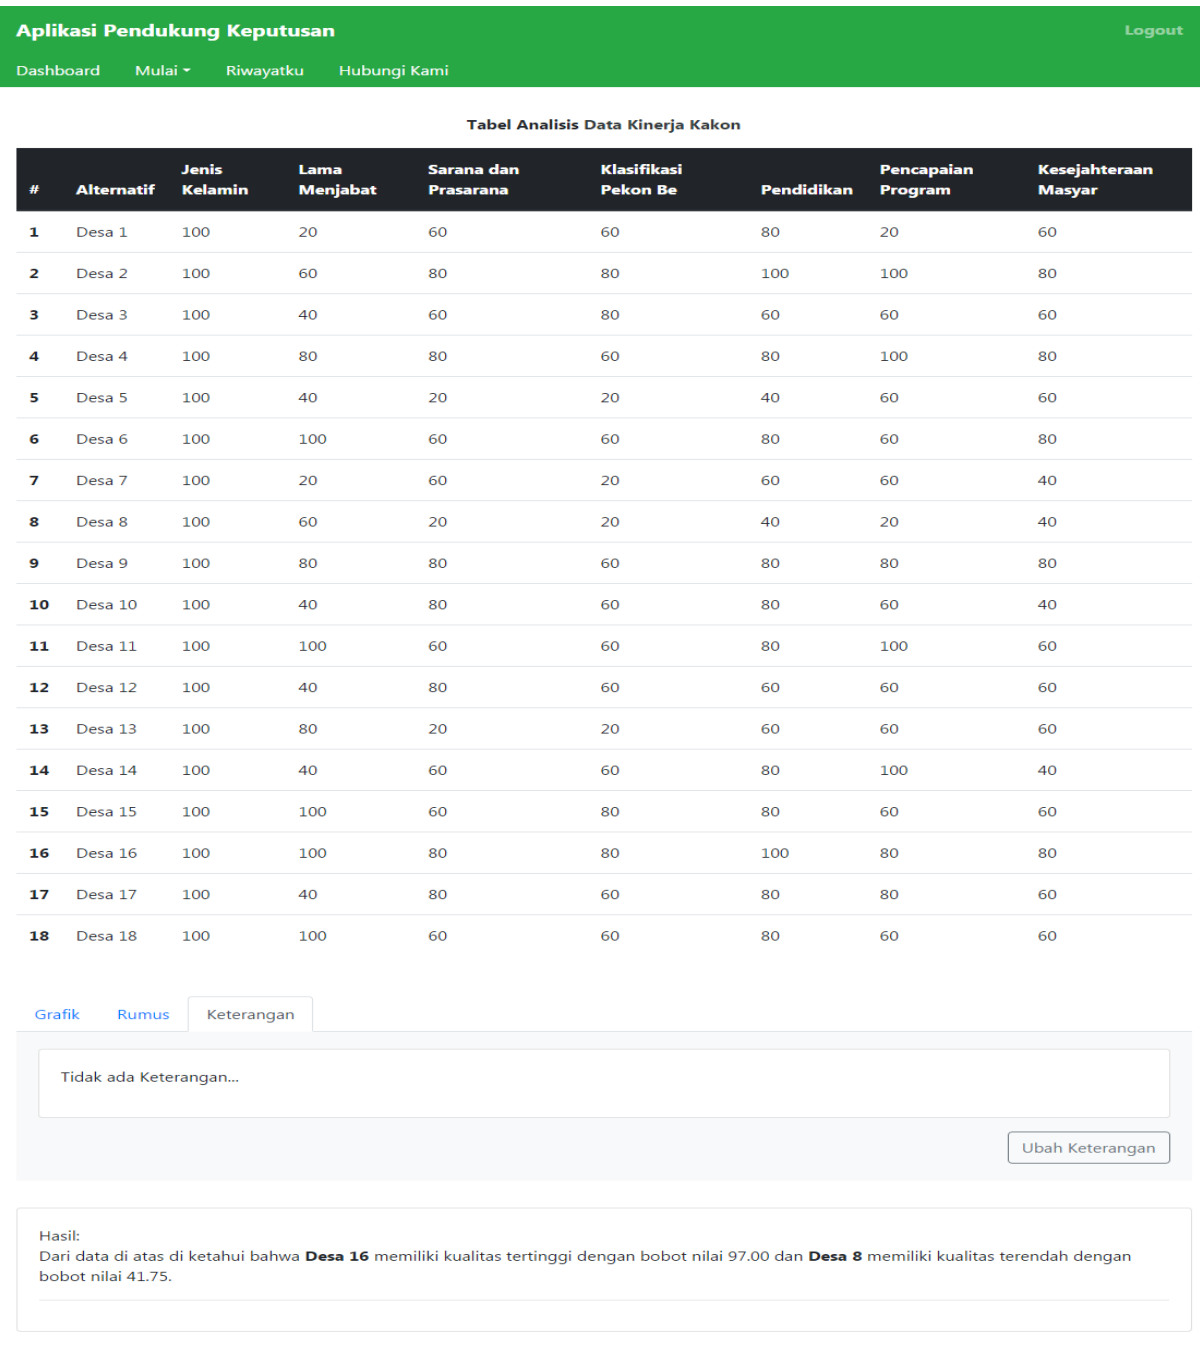 Aplikasi Pendukung Keputusan Logout
Dashboard Mulai Riwayatku Hubungi Kami
Tabel Analisis Data Kinerja Kakon
# Alternatif Jenis Kelamin Lama Menjabat Sarana dan Prasarana Klasifikasi Pekon Be Pendidikan Pencapaian Program Kesejahteraan Masyar
1 Desa 1 100 20 60 60 80 20 60
2 Desa 2 100 60 80 80 100 100 80
3 Desa 3 100 40 60 80 60 60 60
4 Desa 4 100 80 80 60 80 100 80
5 Desa 5 100 40 20 20 40 60 60
6 Desa 6 100 100 60 60 80 60 80
7 Desa 7 100 20 60 20 60 60 40
8 Desa 8 100 60 20 20 40 20 40
9 Desa 9 100 80 80 60 80 80 80
10 Desa 10 100 40 80 60 80 60 40
11 Desa 11 100 100 60 60 80 100 60
12 Desa 12 100 40 80 60 60 60 60
13 Desa 13 100 80 20 20 60 60 60
14 Desa 14 100 40 60 60 80 100 40
15 Desa 15 100 100 60 80 80 60 60
16 Desa 16 100 100 80 80 100 80 80
17 Desa 17 100 40 80 60 80 80 60
18 Desa 18 100 100 60 60 80 60 60
Grafik Rumus Keterangan
Tidak ada Keterangan...
Ubah Keterangan
Hasil:
Dari data di atas di ketahui bahwa Desa 16 memiliki kualitas tertinggi dengan bobot nilai 97.00 dan Desa 8 memiliki kualitas terendah dengan
bobot nilai 41.75.